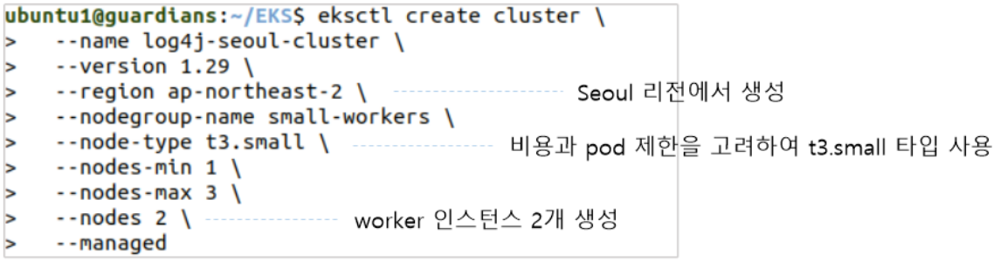 ubuntu1@guardians:~/EKS$ eksctl create cluster \
>   --name log4j-seoul-cluster \
>   --version 1.29 \
>   --region ap-northeast-2 \ Seoul 리전에서 생성
>   --nodegroup-name small-workers \
>   --node-type t3.small \ 비용과 pod 제한을 고려하여 t3.small 타입 사용
>   --nodes-min 1 \
>   --nodes-max 3 \
>   --nodes 2 \ worker 인스턴스 2개 생성
>   --managed